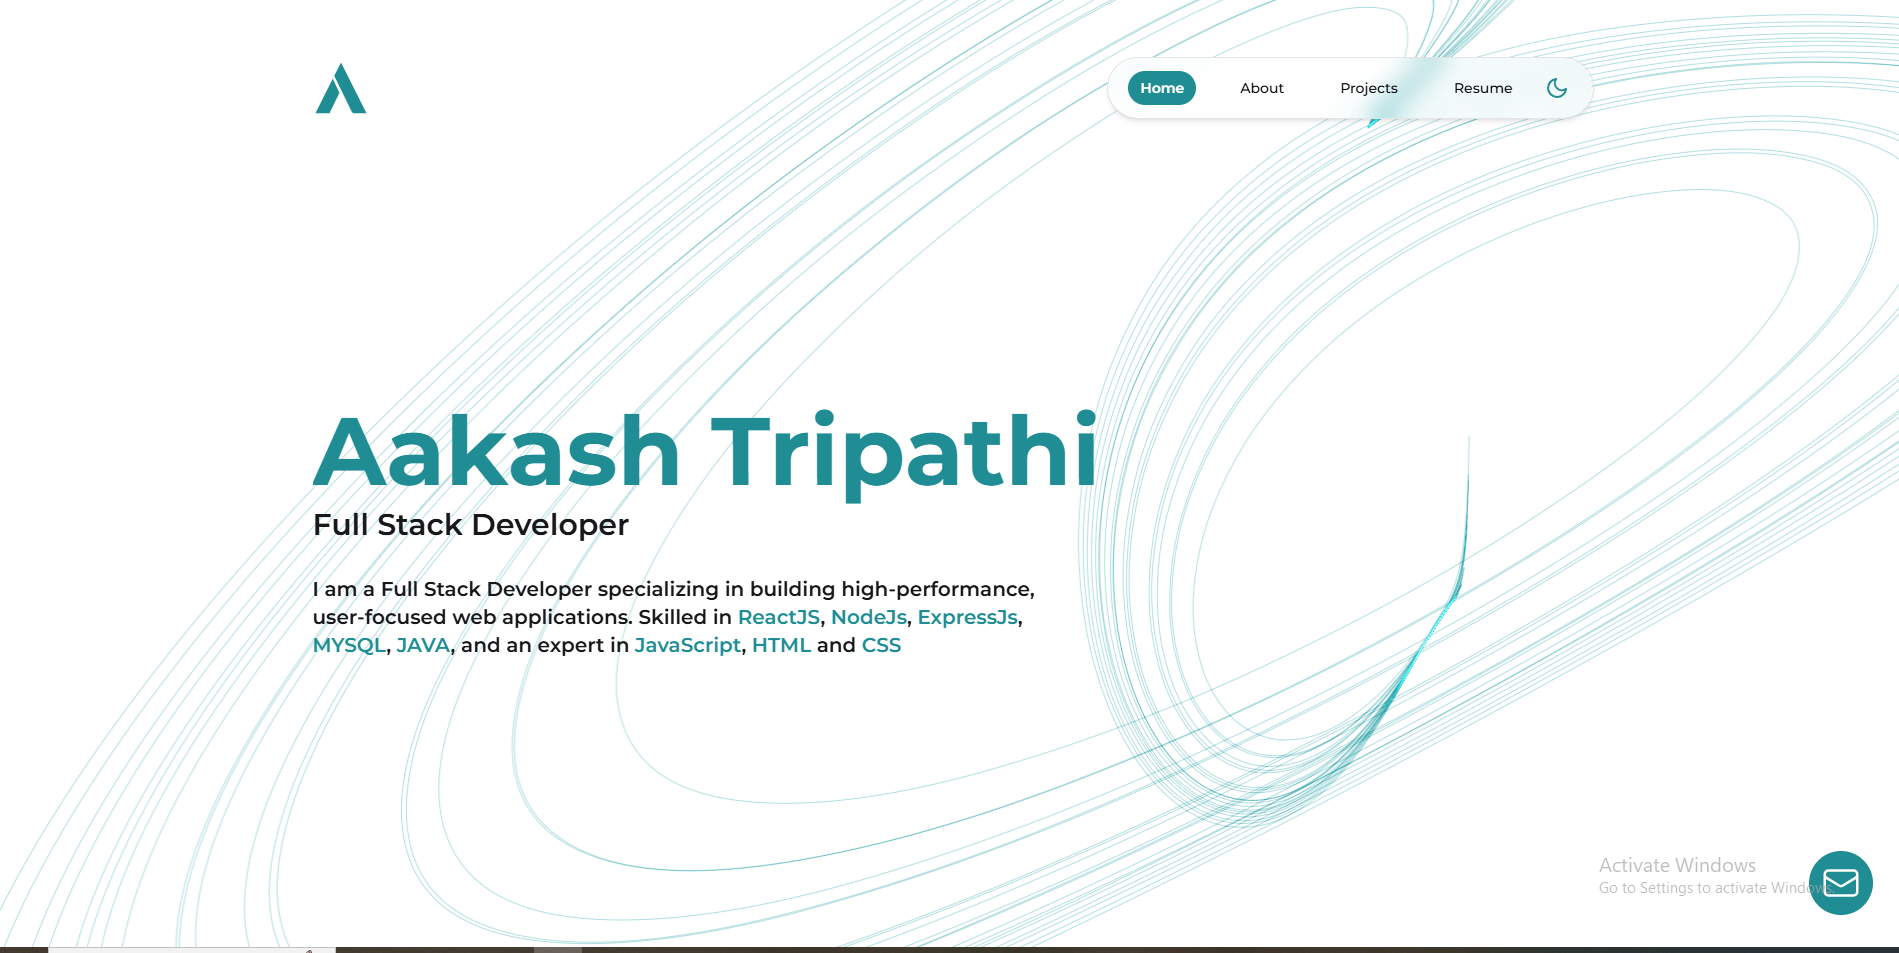 Home About Projects Resume
Aakash Tripathi
Full Stack Developer
I am a Full Stack Developer specializing in building high-performance,
user-focused web applications. Skilled in ReactJS, NodeJs, ExpressJs,
MYSQL, JAVA, and an expert in JavaScript, HTML and CSS
Activate Windows
Go to Settings to activate Windows.